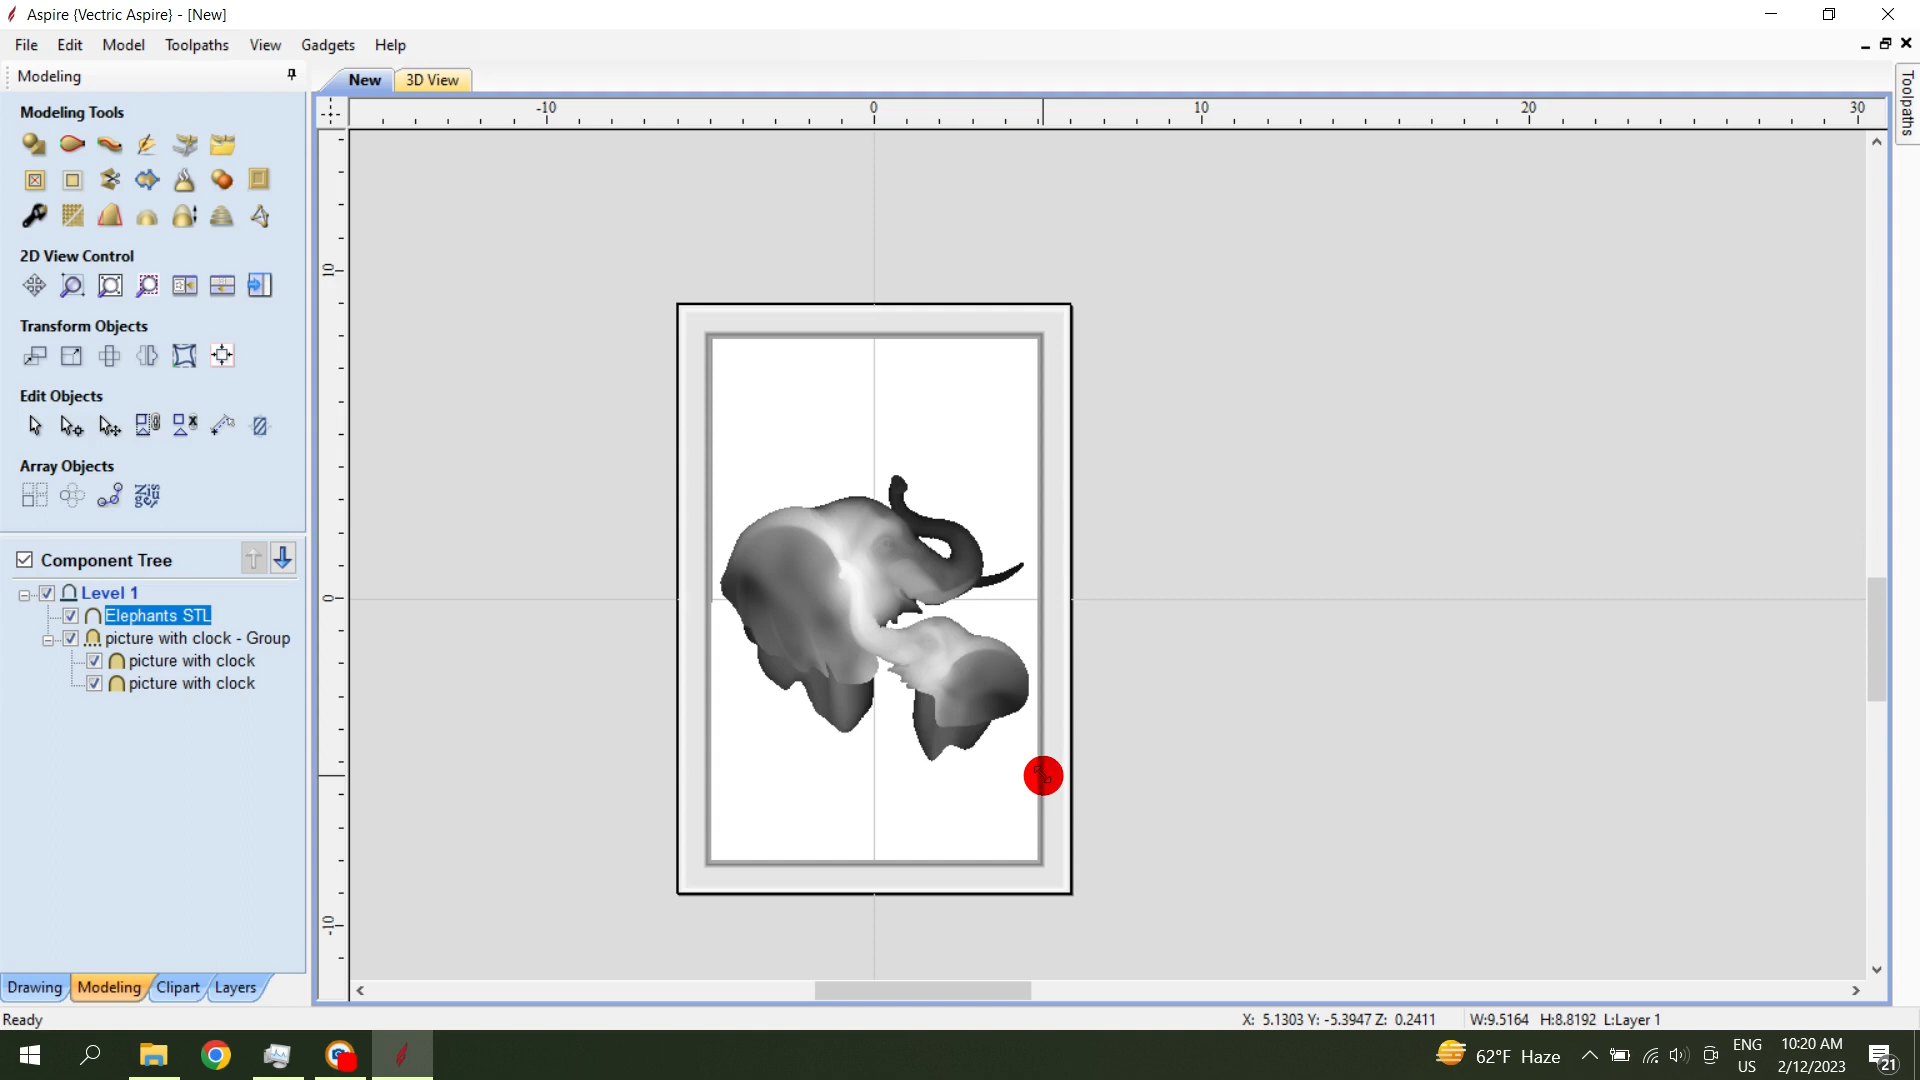 Aspire {Vectric Aspire} - [New]
File Edit Model Toolpaths View Gadgets Help
Modeling
New 3D View
Toolpaths
Modeling Tools
-10 0 10 20 30
10
0
-10
2D View Control
Transform Objects
Edit Objects
Array Objects
Component Tree
Level 1
Elephants STL
picture with clock - Group
picture with clock
picture with clock
Drawing Modeling Clipart Layers
Ready
X: 5.1303 Y: -5.3947 Z: 0.2411 W:9.5164 H:8.8192 L:Layer 1
62°F Haze
ENG
US
10:20 AM
2/12/2023
21